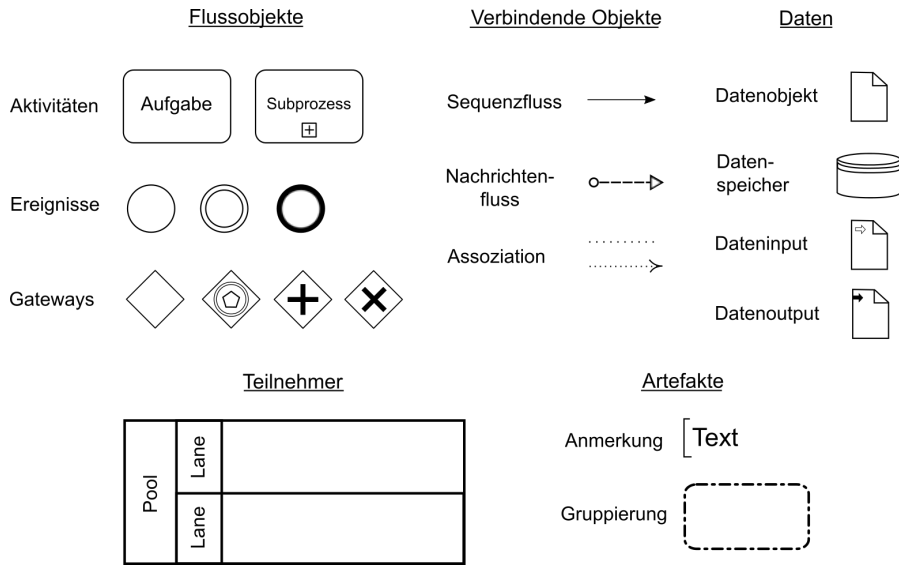 Flussobjekte
Aktivitäten
Aufgabe
Subprozess
Ereignisse
Gateways
Verbindende Objekte
Sequenzfluss
Nachrichten-
fluss
Assoziation
Daten
Datenobjekt
Daten-
speicher
Dateninput
Datenoutput
Teilnehmer
Pool
Lane
Lane
Artefakte
Anmerkung
Text
Gruppierung